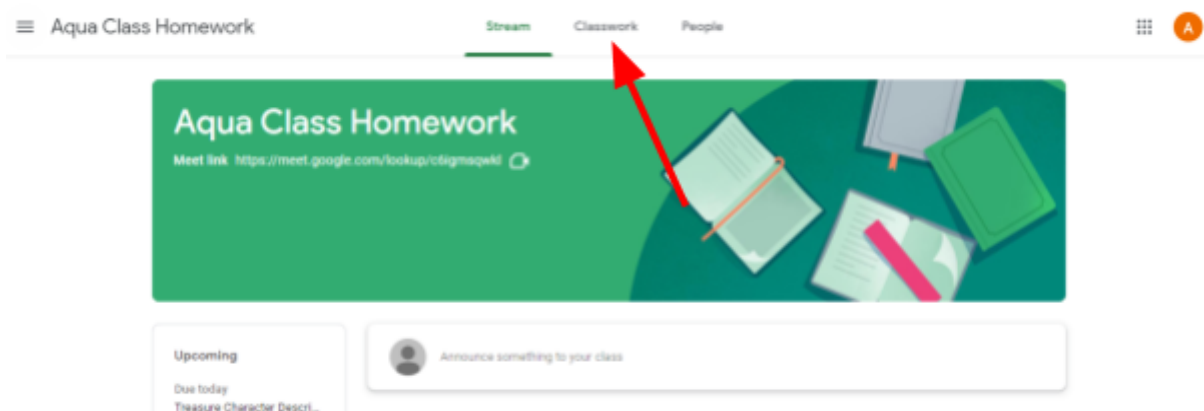 Aqua Class Homework
Stream Classwork People
A
Aqua Class Homework
Meet link https://meet.google.com/lookup/c6igmsqwkl
Upcoming
Announce something to your class
Due today
Treasure Character Descri...